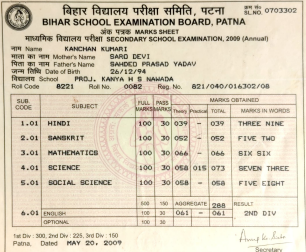 बिहार विद्यालय परीक्षा समिति, पटना
SL.NO. 0703302
BIHAR SCHOOL EXAMINATION BOARD, PATNA
अंक पत्रक MARKS SHEET
माध्यमिक विद्यालय परीक्षा SECONDARY SCHOOL EXAMINATION, 2009 (Annual)
नाम Name KANCHAN KUMARI
माता का नाम Mother's Name SARO DEVI
पिता का नाम Father's Name SAHDEO PRASAD YADAV
जन्म तिथि Date of Birth 26/12/94
विद्यालय School PROJ. KANYA H S NAWADA
Roll Code 8221 Roll No. 0082 Reg. No. 821/040/016302/08
SUB. CODE SUBJECT FULL MARKS PASS MARKS MARKS OBTAINED
Theory Practical TOTAL MARKS IN WORD
1.01 HINDI 100 30 039 039 THREE NINE
2.01 SANSKRIT 100 30 052 052 FIVE TWO
3.01 MATHEMATICS 100 30 066 066 SIX SIX
4.01 SCIENCE 100 30 058 015 073 SEVEN THREE
5.01 SOCIAL SCIENCE 100 30 058 058 FIVE EIGHT
500 150 AGGREGATE 288 RESULT
6.01 ENGLISH 100 30 061 061 2ND DIV
OPTIONAL 100 30
1st Div : 300, 2nd Div : 225, 3rd Div : 150
Patna Dated MAY 20, 2009
Secretary